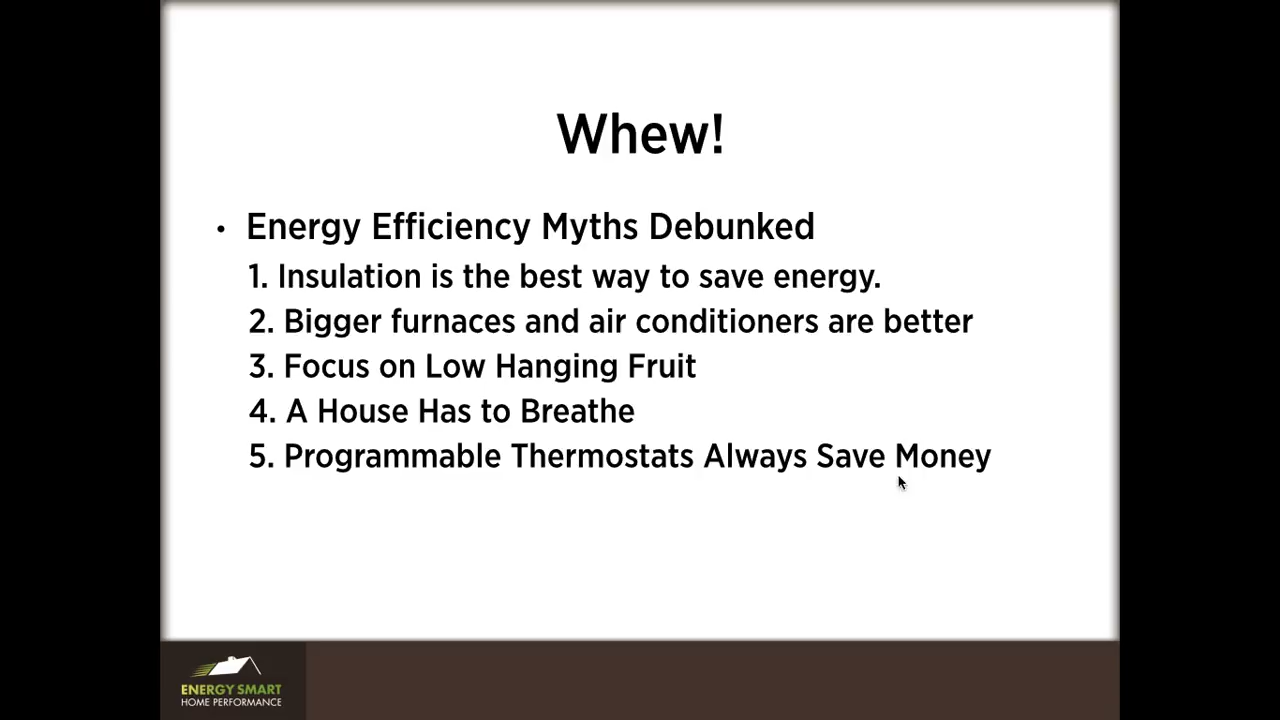 Whew!
• Energy Efficiency Myths Debunked
1. Insulation is the best way to save energy.
2. Bigger furnaces and air conditioners are better
3. Focus on Low Hanging Fruit
4. A House Has to Breathe
5. Programmable Thermostats Always Save Money
ENERGY SMART
HOME PERFORMANCE